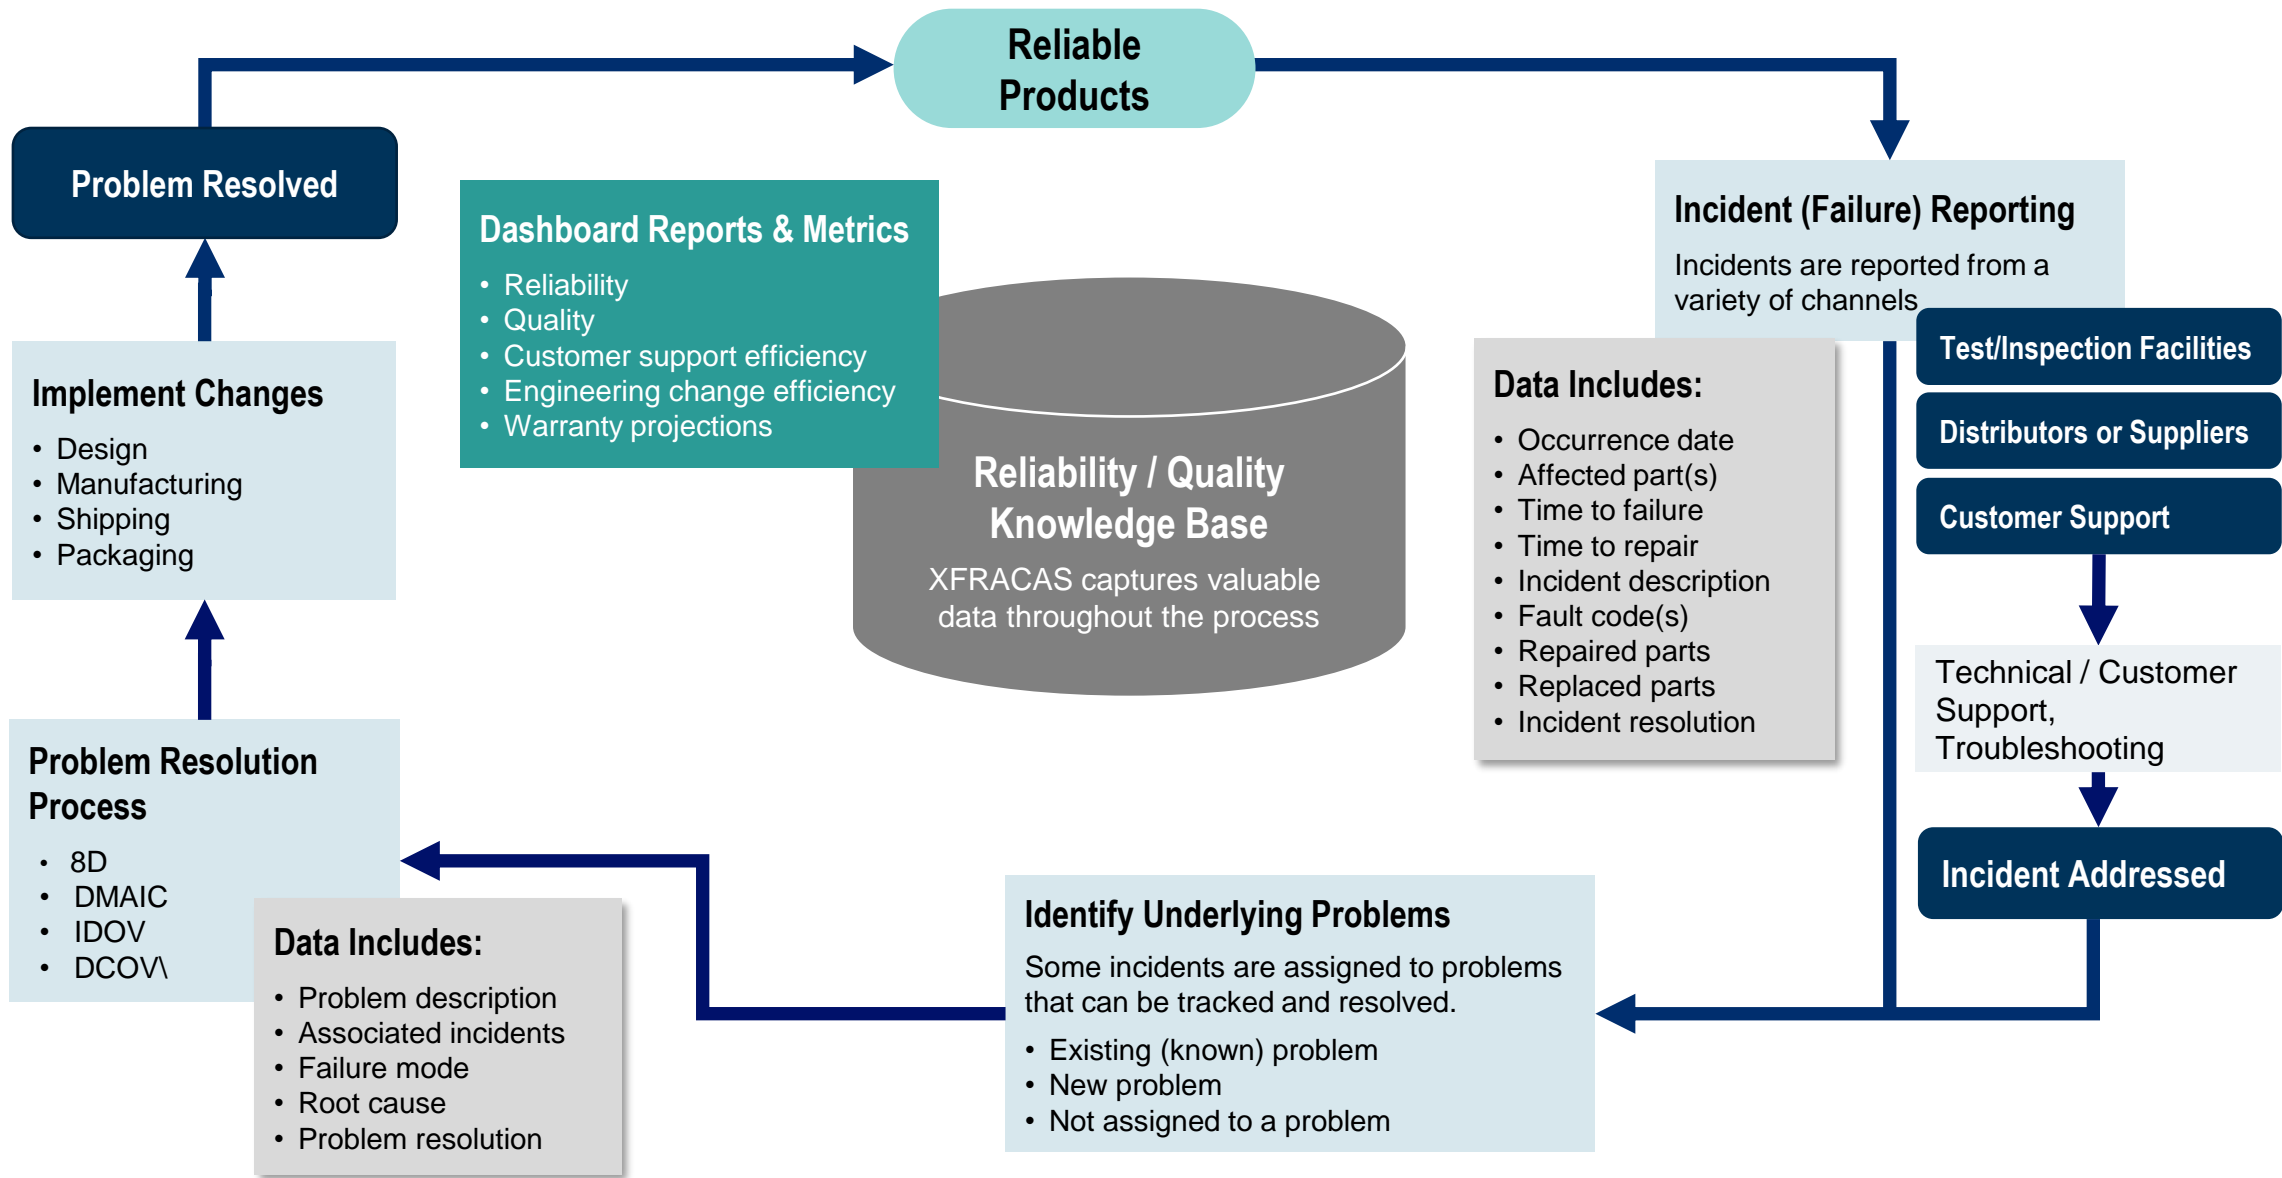 Reliable
Products
Problem Resolved
Dashboard Reports & Metrics
• Reliability
• Quality
• Customer support efficiency
• Engineering change efficiency
• Warranty projections
Incident (Failure) Reporting
Incidents are reported from a
variety of channels
Test/Inspection Facilities
Distributors or Suppliers
Customer Support
Data Includes:
• Occurrence date
• Affected part(s)
• Time to failure
• Time to repair
• Incident description
• Fault code(s)
• Repaired parts
• Replaced parts
• Incident resolution
Implement Changes
• Design
• Manufacturing
• Shipping
• Packaging
Reliability / Quality
Knowledge Base
XFRACAS captures valuable
data throughout the process
Technical / Customer
Support,
Troubleshooting
Incident Addressed
Problem Resolution
Process
• 8D
• DMAIC
• IDOV
• DCOV\
Data Includes:
• Problem description
• Associated incidents
• Failure mode
• Root cause
• Problem resolution
Identify Underlying Problems
Some incidents are assigned to problems
that can be tracked and resolved.
• Existing (known) problem
• New problem
• Not assigned to a problem